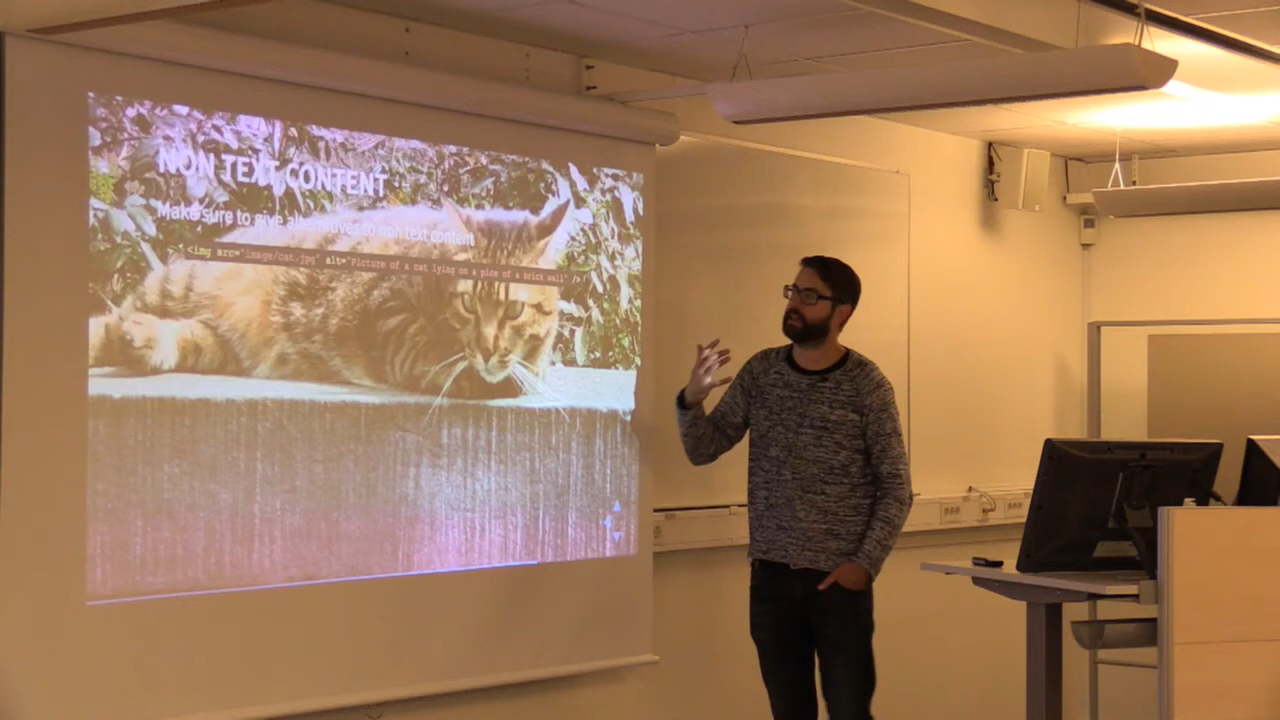 NON TEXT CONTENT
Make sure to give alternatives to non text content
<img src="image/cat.jpg" alt="Picture of a cat lying on a pice of a brick wall" />